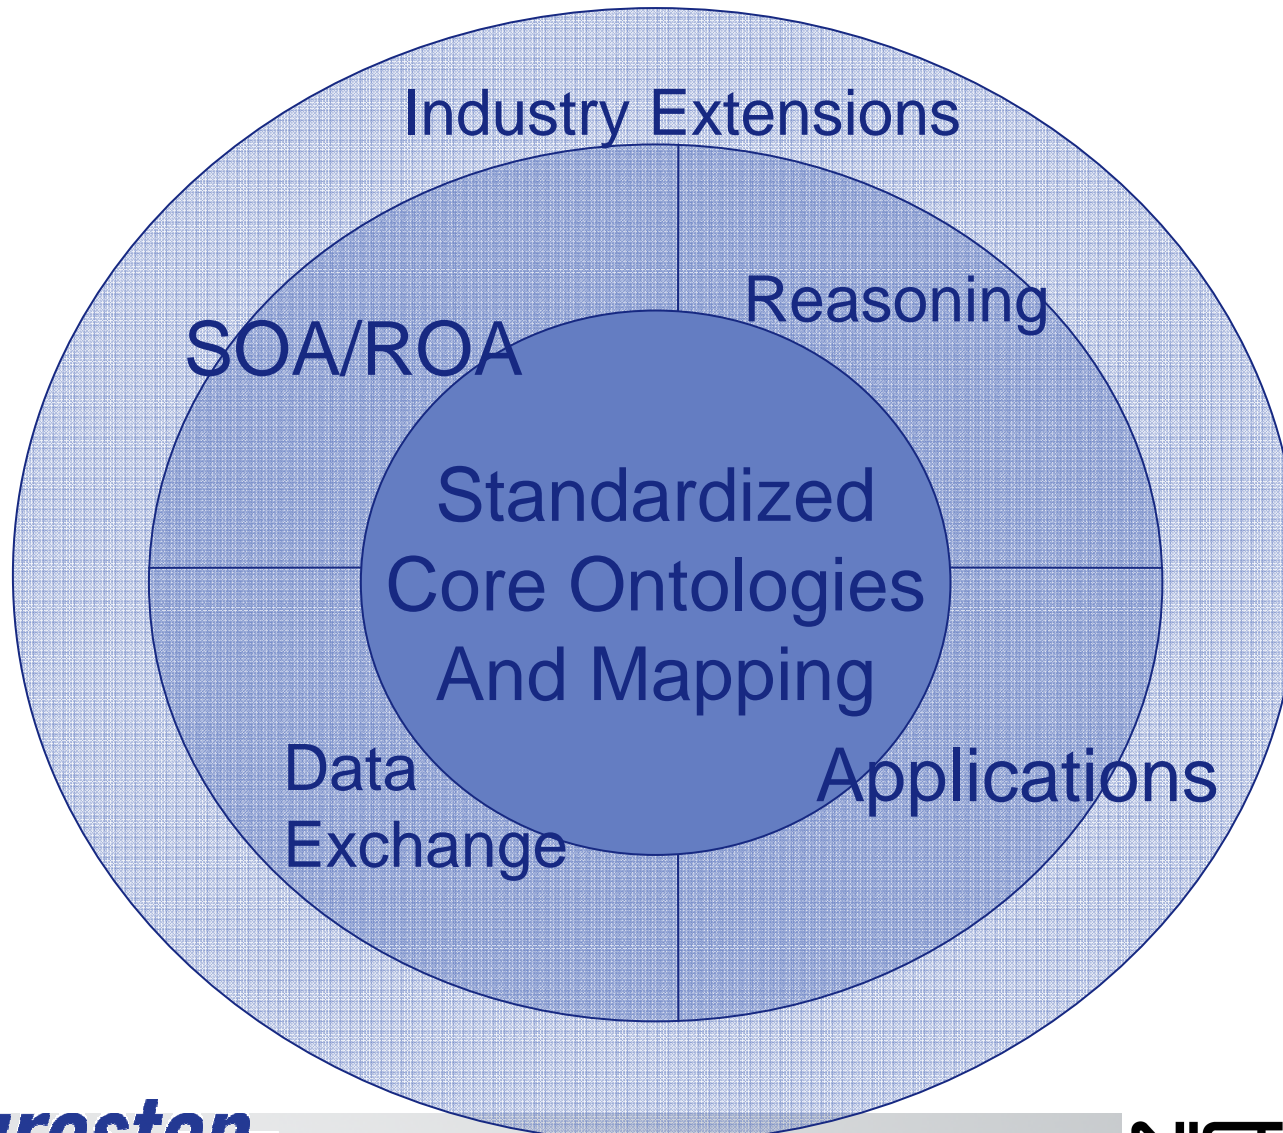 Industry Extensions
Reasoning
SOA/ROA
Standardized
Core Ontologies
And Mapping
Data
Exchange
Applications